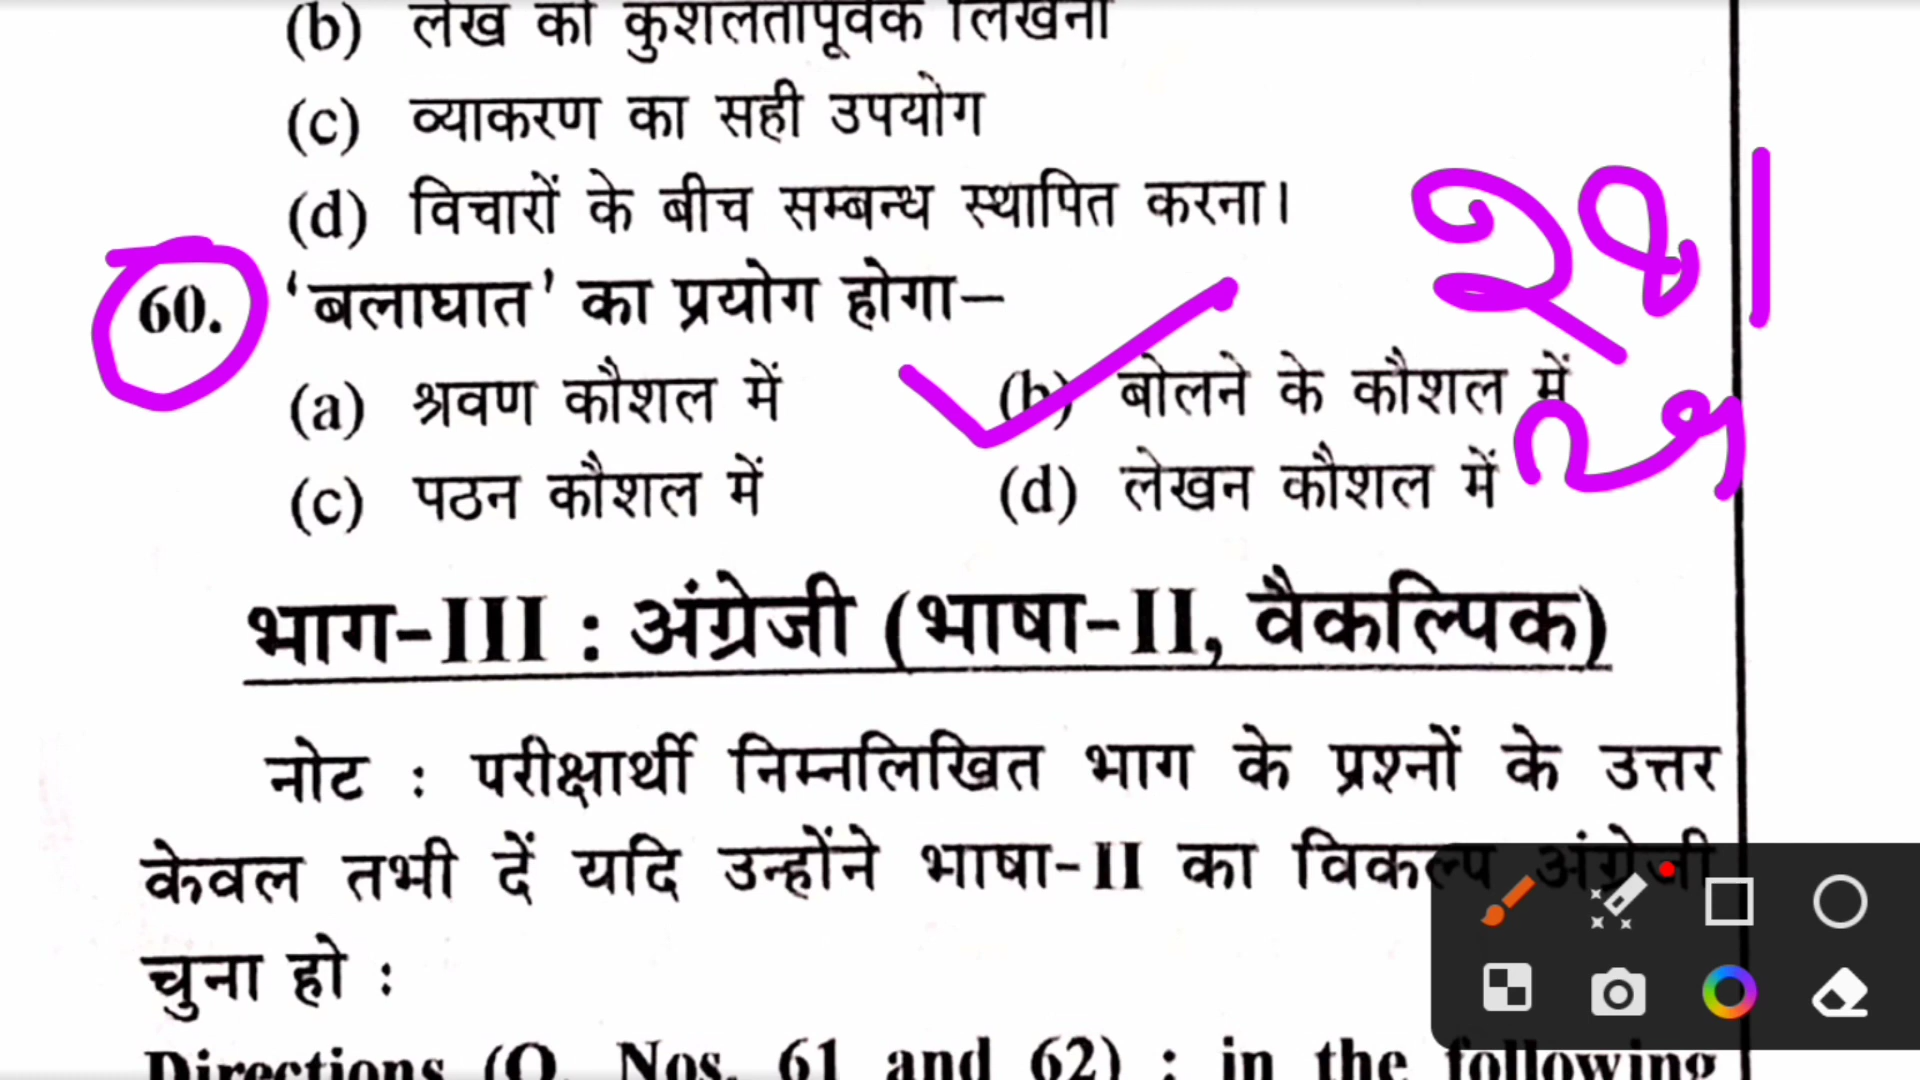 (b) लेख को कुशलतापूर्वक लिखना
(c) व्याकरण का सही उपयोग
(d) विचारों के बीच सम्बन्ध स्थापित करना।
60. ‘बलाघात’ का प्रयोग होगा–
(a) श्रवण कौशल में (b) बोलने के कौशल में
(c) पठन कौशल में (d) लेखन कौशल में
भाग-III : अंग्रेजी (भाषा-II, वैकल्पिक)
नोट : परीक्षार्थी निम्नलिखित भाग के प्रश्नों के उत्तर
केवल तभी दें यदि उन्होंने भाषा-II का विकल्प अंग्रेजी
चुना हो :
Directions (Q. Nos. 61 and 62) : in the following